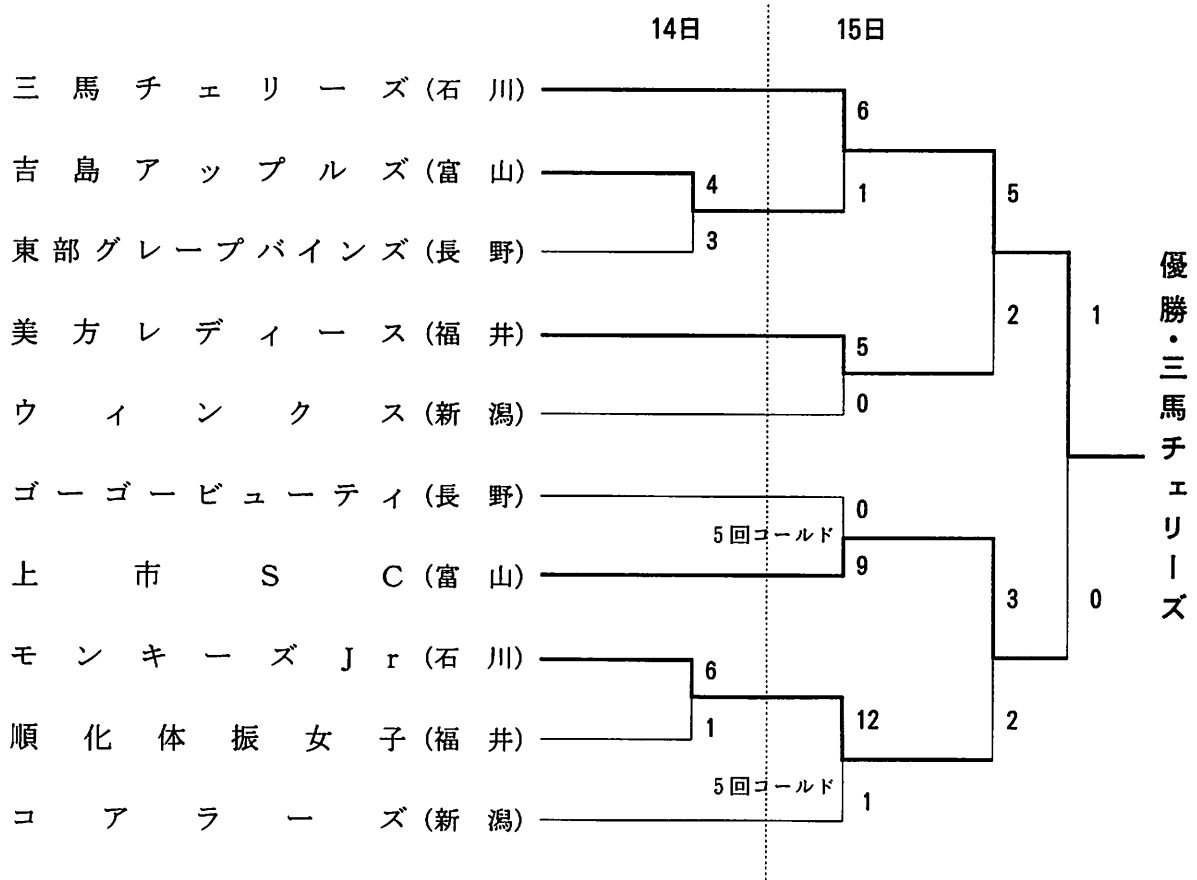 14日 15日
三馬チェリーズ(石川)
6
吉島アップルズ(富山)
4
1
5
東部グレープバインズ(長野)
3
美方レディース(福井)
5
2
1
ウィンクス(新潟)
0
ゴーゴービューティ(長野)
0
5回コールド
上市SC(富山)
9
3
0
モンキーズJr(石川)
6
順化体振女子(福井)
1
12
2
5回コールド
コアラーズ(新潟)
1
優勝・三馬チェリーズ